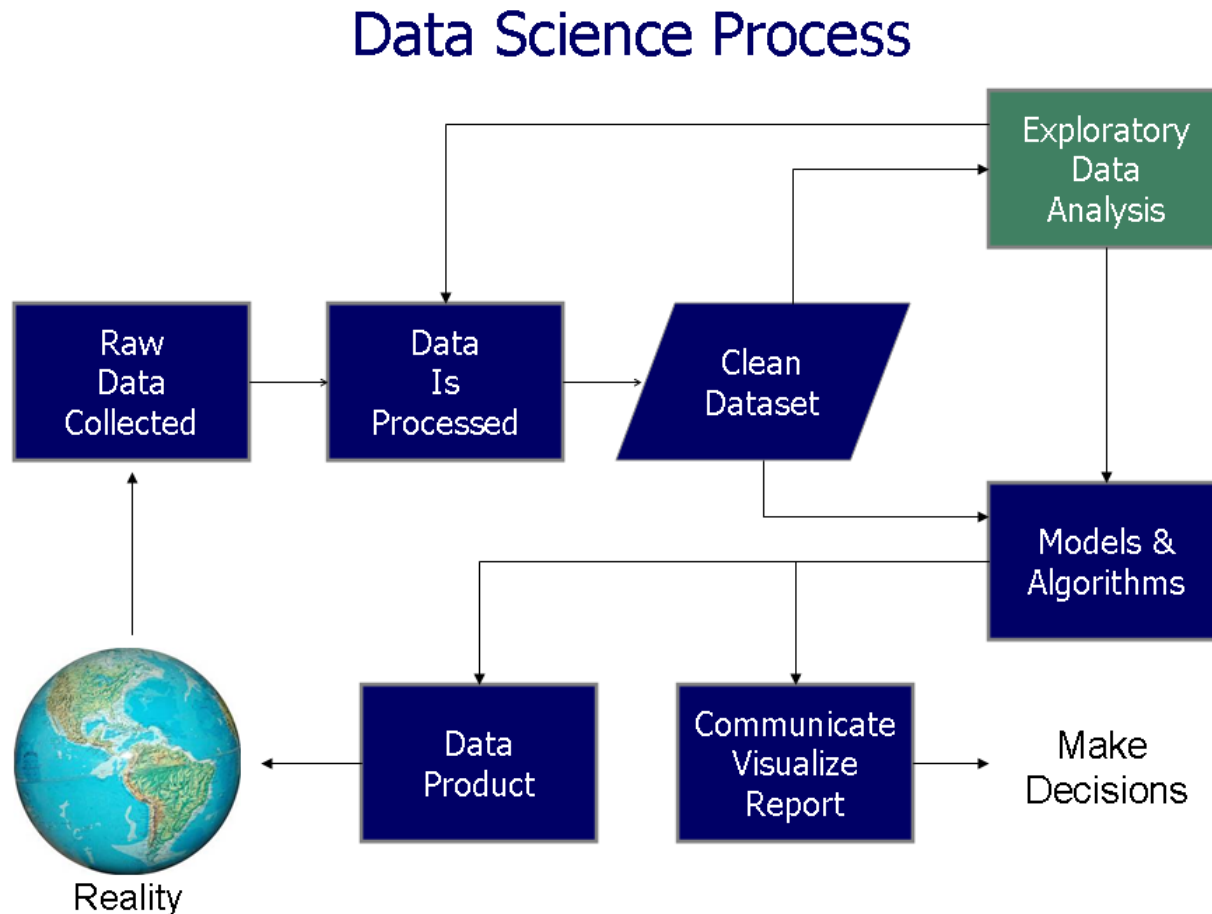 Data Science Process
Exploratory
Data
Analysis
Raw
Data
Collected
Data
Is
Processed
Clean
Dataset
Models &
Algorithms
Data
Product
Communicate
Visualize
Report
Make
Decisions
Reality